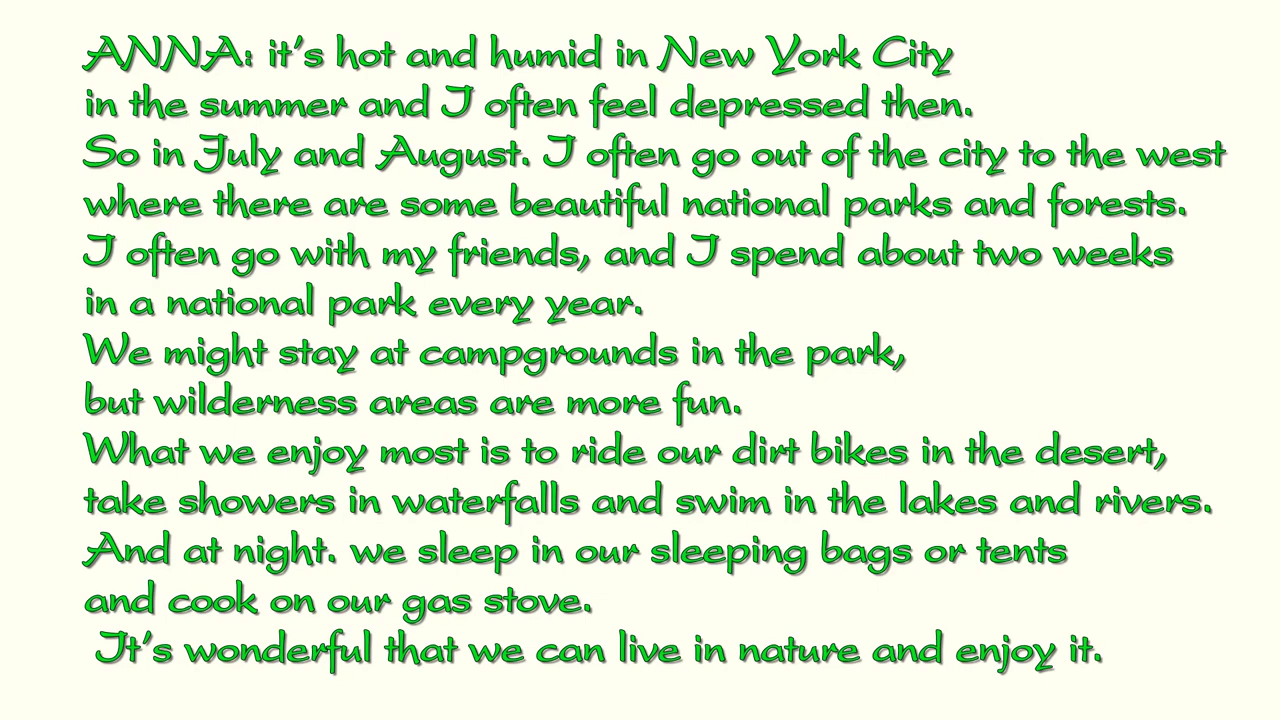 ANNA: it's hot and humid in New York City
in the summer and I often feel depressed then.
So in July and August. I often go out of the city to the west
where there are some beautiful national parks and forests.
I often go with my friends, and I spend about two weeks
in a national park every year.
We might stay at campgrounds in the park,
but wilderness areas are more fun.
What we enjoy most is to ride our dirt bikes in the desert,
take showers in waterfalls and swim in the lakes and rivers.
And at night. we sleep in our sleeping bags or tents
and cook on our gas stove.
It's wonderful that we can live in nature and enjoy it.